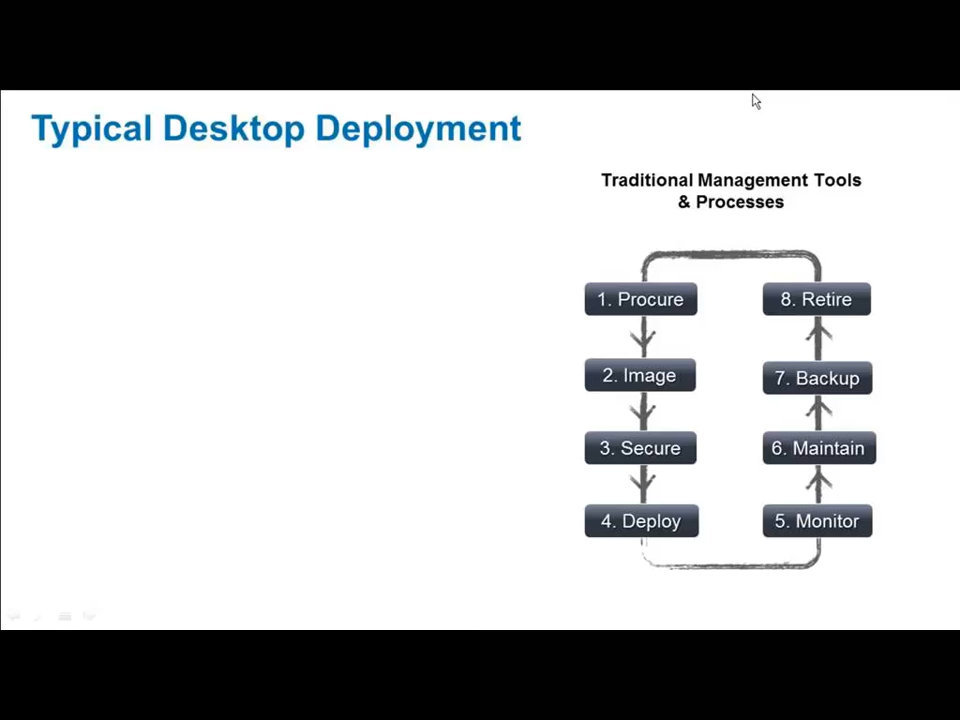 Typical Desktop Deployment
Traditional Management Tools
& Processes
1. Procure
2. Image
3. Secure
4. Deploy
5. Monitor
6. Maintain
7. Backup
8. Retire